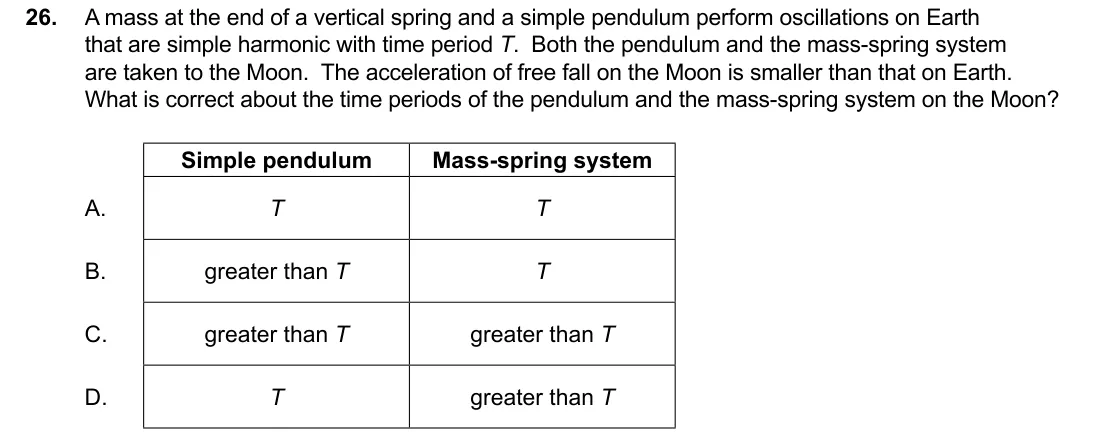 26. A mass at the end of a vertical spring and a simple pendulum perform oscillations on Earth
that are simple harmonic with time period T. Both the pendulum and the mass-spring system
are taken to the Moon. The acceleration of free fall on the Moon is smaller than that on Earth.
What is correct about the time periods of the pendulum and the mass-spring system on the Moon?
Simple pendulum Mass-spring system
A. T T
B. greater than T T
C. greater than T greater than T
D. T greater than T